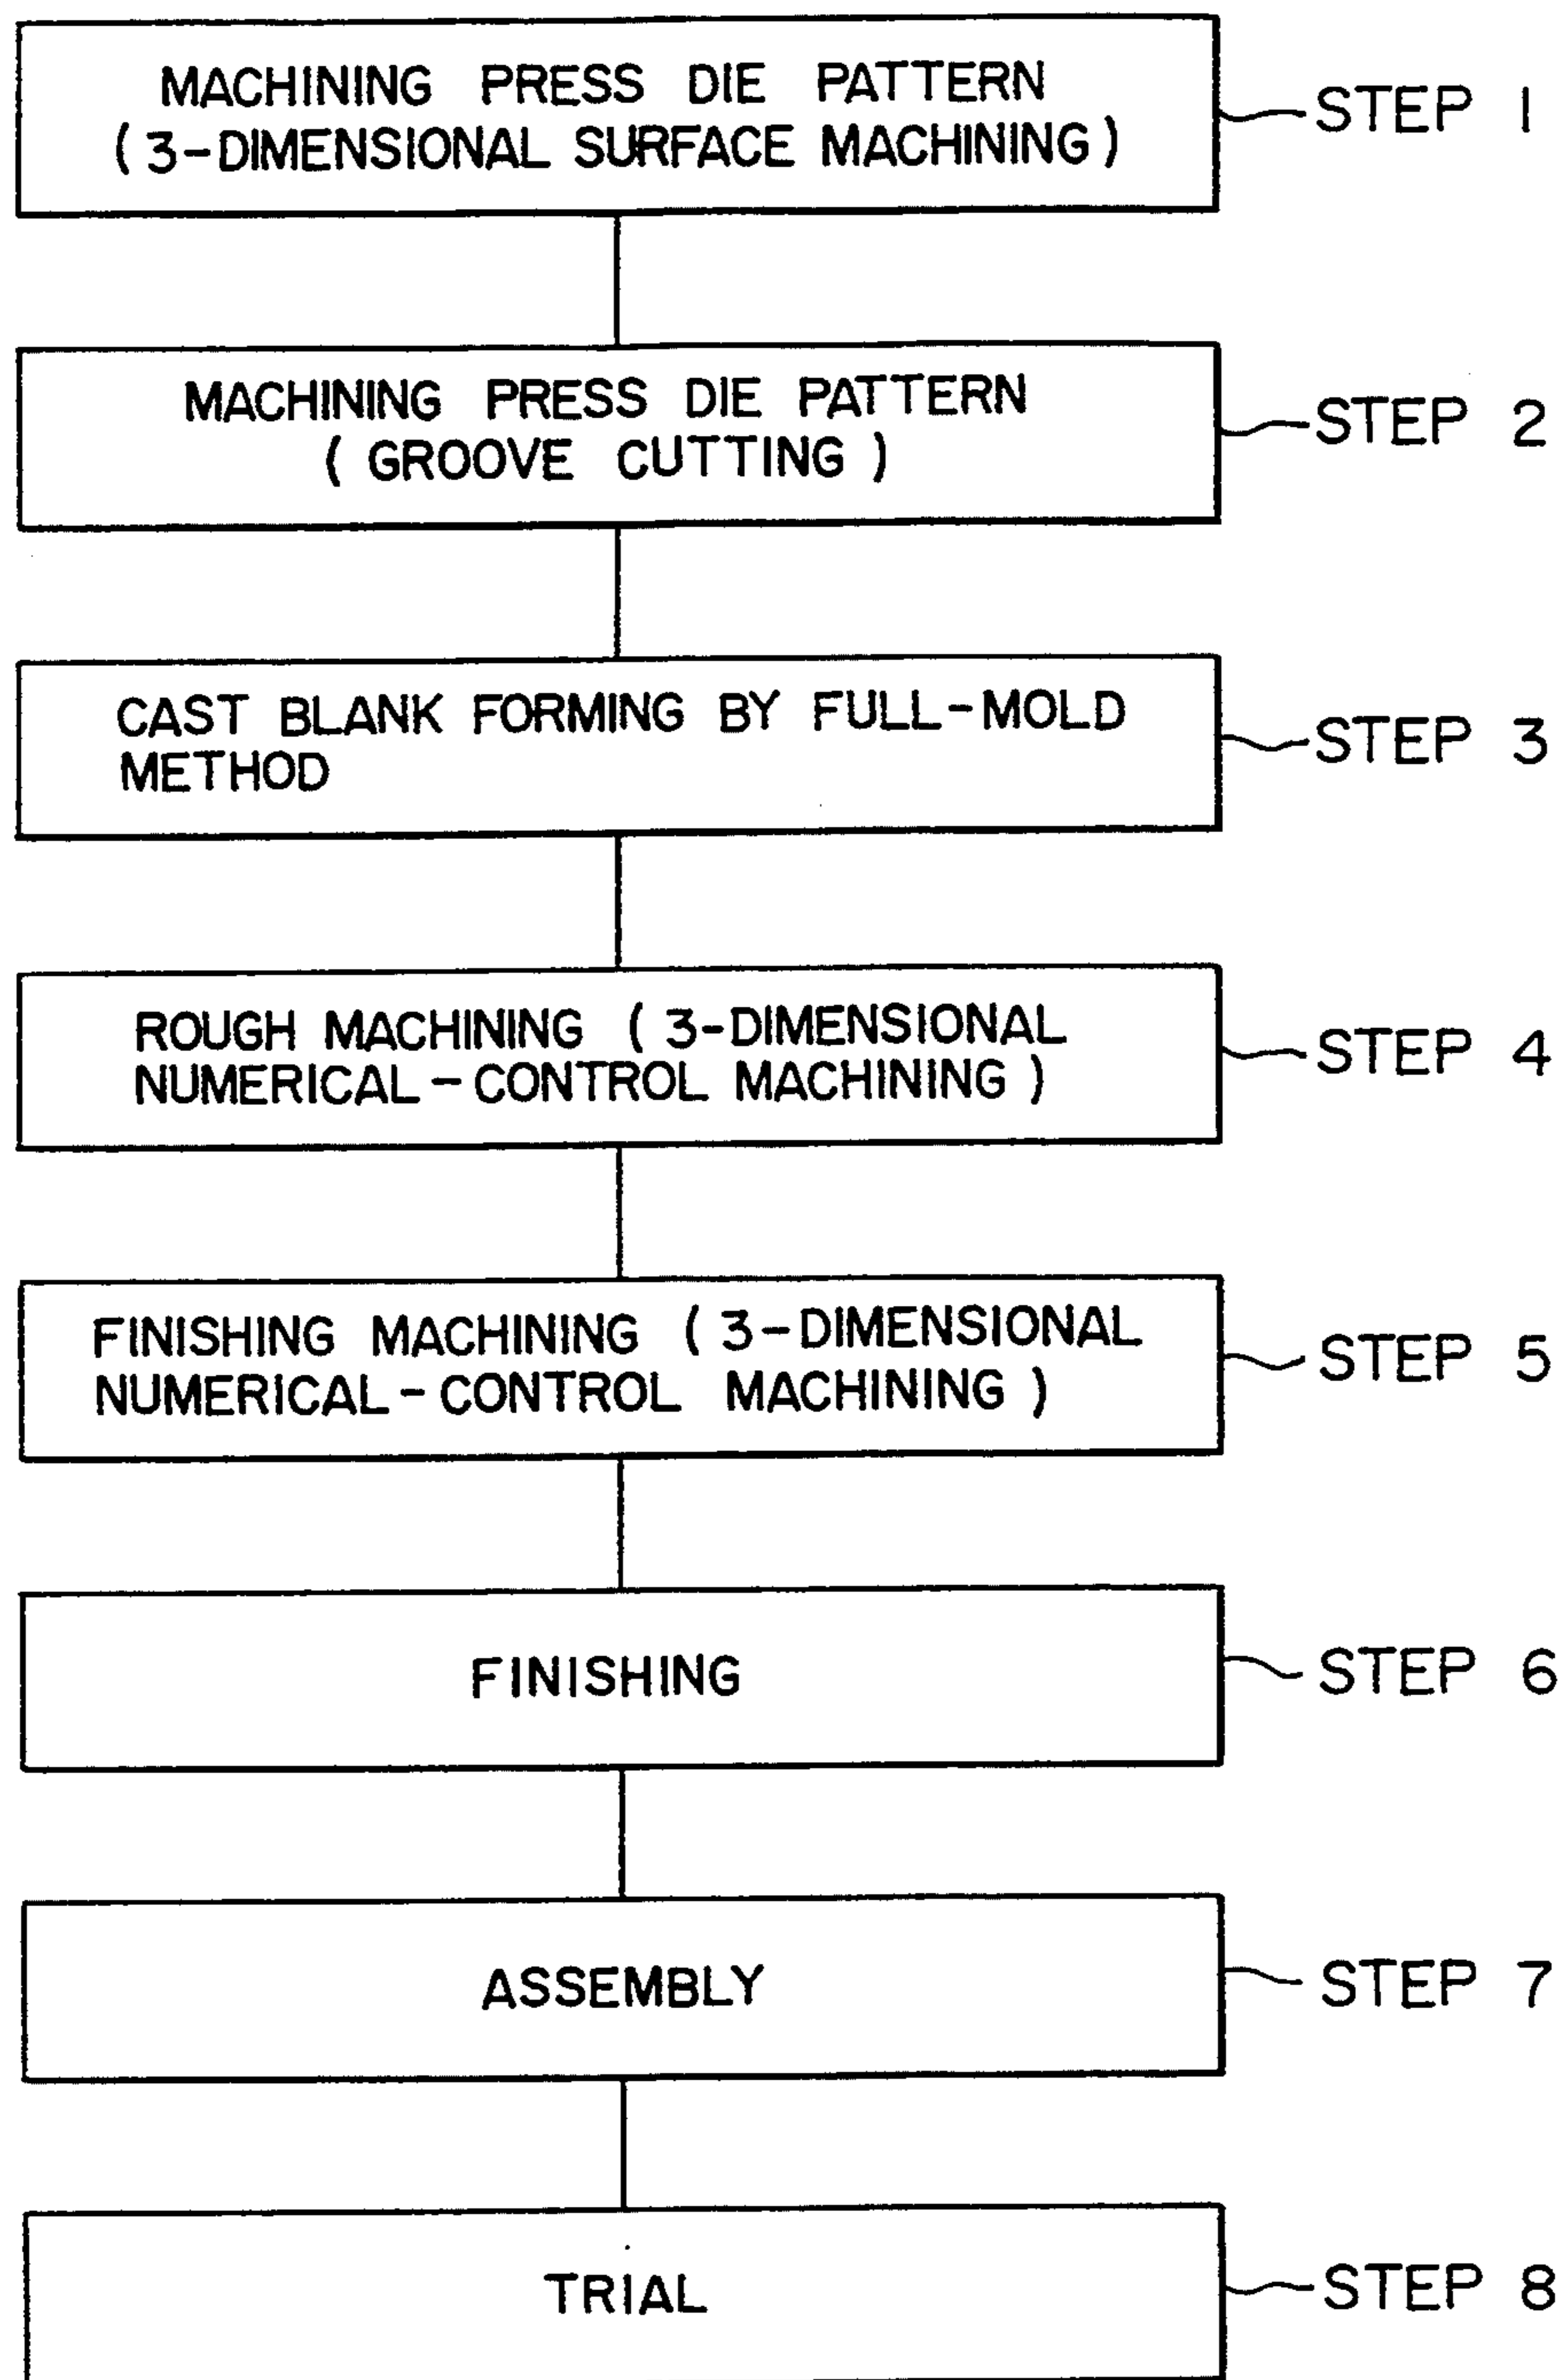 MACHINING PRESS DIE PATTERN
(3-DIMENSIONAL SURFACE MACHINING)
STEP 1
MACHINING PRESS DIE PATTERN
(GROOVE CUTTING)
STEP 2
CAST BLANK FORMING BY FULL-MOLD
METHOD
STEP 3
ROUGH MACHINING (3-DIMENSIONAL
NUMERICAL-CONTROL MACHINING)
STEP 4
FINISHING MACHINING (3-DIMENSIONAL
NUMERICAL-CONTROL MACHINING)
STEP 5
FINISHING
STEP 6
ASSEMBLY
STEP 7
TRIAL
STEP 8